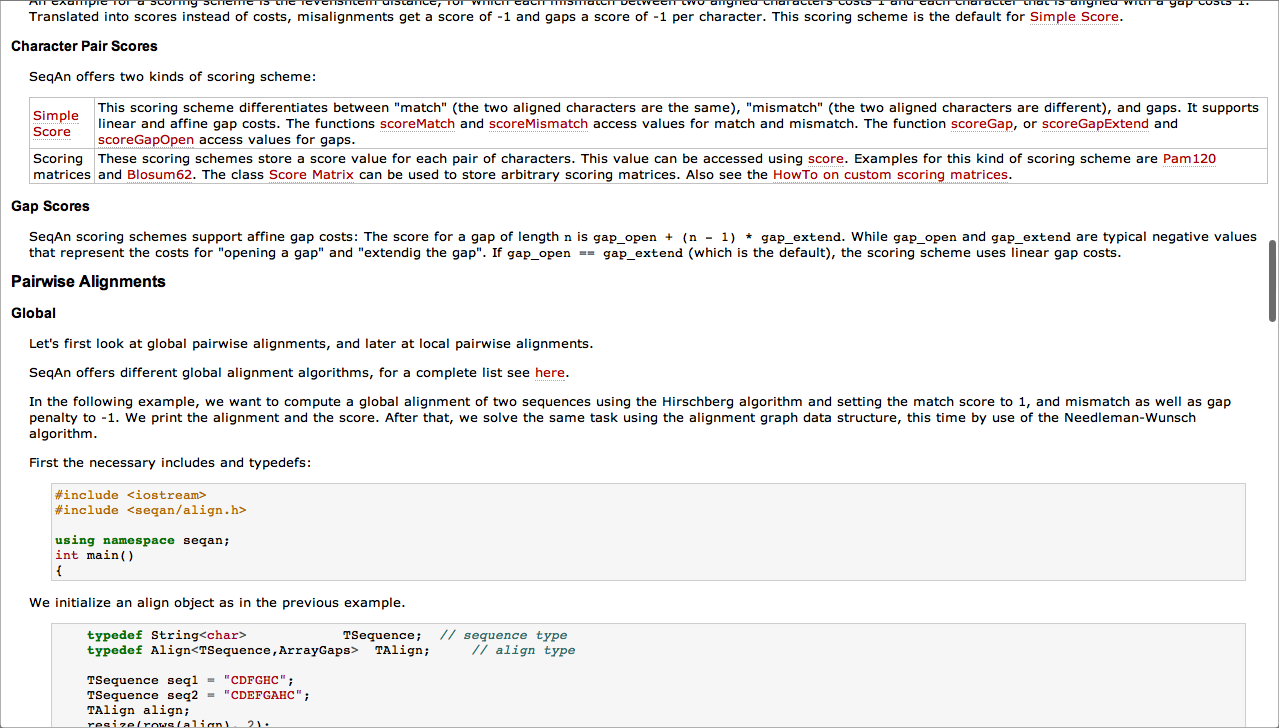 An example for a scoring scheme is the levenshtein distance, for which each mismatch between two aligned characters costs 1 and each character that is aligned with a gap costs 1.
Translated into scores instead of costs, misalignments get a score of -1 and gaps a score of -1 per character. This scoring scheme is the default for Simple Score.
Character Pair Scores
SeqAn offers two kinds of scoring scheme:
Simple
Score
This scoring scheme differentiates between "match" (the two aligned characters are the same), "mismatch" (the two aligned characters are different), and gaps. It supports
linear and affine gap costs. The functions scoreMatch and scoreMismatch access values for match and mismatch. The function scoreGap, or scoreGapExtend and
scoreGapOpen access values for gaps.
Scoring
matrices
These scoring schemes store a score value for each pair of characters. This value can be accessed using score. Examples for this kind of scoring scheme are Pam120
and Blosum62. The class Score Matrix can be used to store arbitrary scoring matrices. Also see the HowTo on custom scoring matrices.
Gap Scores
SeqAn scoring schemes support affine gap costs: The score for a gap of length n is gap_open + (n - 1) * gap_extend. While gap_open and gap_extend are typical negative values
that represent the costs for "opening a gap" and "extendig the gap". If gap_open == gap_extend (which is the default), the scoring scheme uses linear gap costs.
Pairwise Alignments
Global
Let's first look at global pairwise alignments, and later at local pairwise alignments.
SeqAn offers different global alignment algorithms, for a complete list see here.
In the following example, we want to compute a global alignment of two sequences using the Hirschberg algorithm and setting the match score to 1, and mismatch as well as gap
penalty to -1. We print the alignment and the score. After that, we solve the same task using the alignment graph data structure, this time by use of the Needleman-Wunsch
algorithm.
First the necessary includes and typedefs:
#include <iostream>
#include <seqan/align.h>
using namespace seqan;
int main()
{
We initialize an align object as in the previous example.
typedef String<char> TSequence; // sequence type
typedef Align<TSequence,ArrayGaps> TAlign; // align type
TSequence seq1 = "CDFGHC";
TSequence seq2 = "CDEFGAHC";
TAlign align;
resize(rows(align), 2);